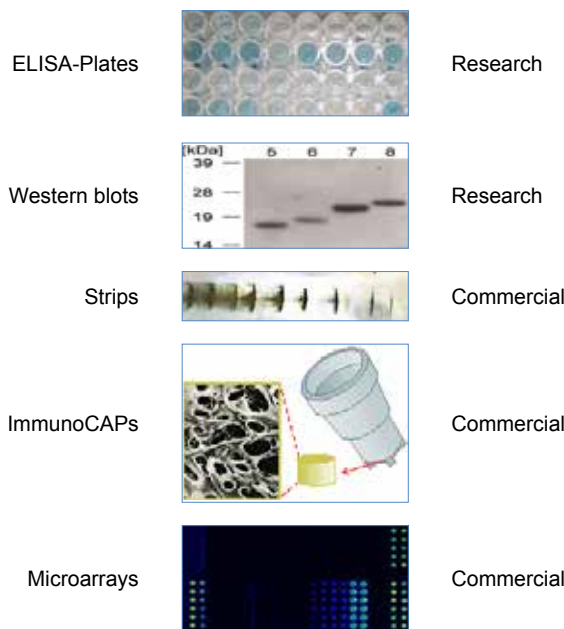 ELISA-Plates Research
[kDa] 5 6 7 8
39
28
Western blots Research
19
14
Strips Commercial
ImmunoCAPs Commercial
Microarrays Commercial